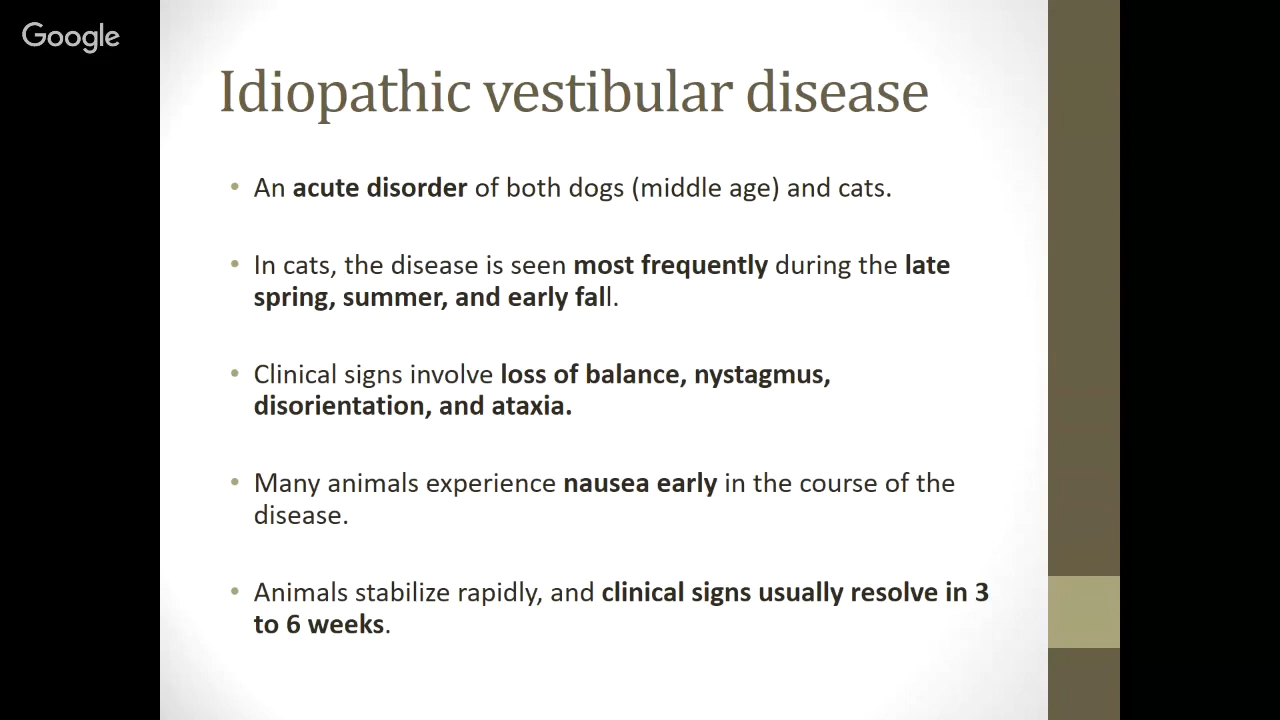 Google
Idiopathic vestibular disease
• An acute disorder of both dogs (middle age) and cats.
• In cats, the disease is seen most frequently during the late
spring, summer, and early fall.
• Clinical signs involve loss of balance, nystagmus,
disorientation, and ataxia.
• Many animals experience nausea early in the course of the
disease.
• Animals stabilize rapidly, and clinical signs usually resolve in 3
to 6 weeks.